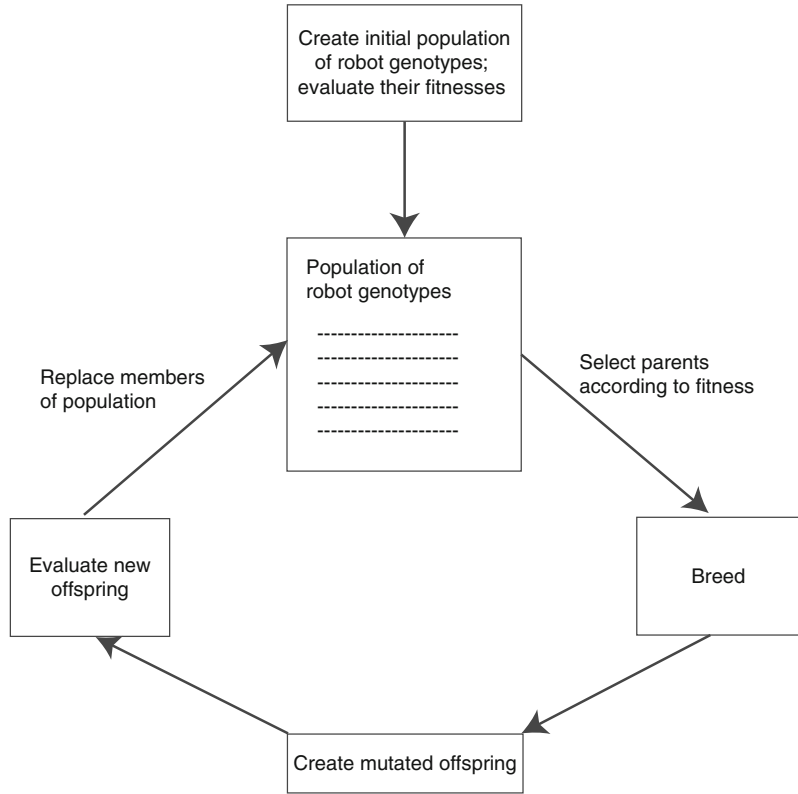 Create initial population
of robot genotypes;
evaluate their fitnesses
Population of
robot genotypes
-----------------------
-----------------------
-----------------------
-----------------------
-----------------------
Select parents
according to fitness
Breed
Create mutated offspring
Evaluate new
offspring
Replace members
of population